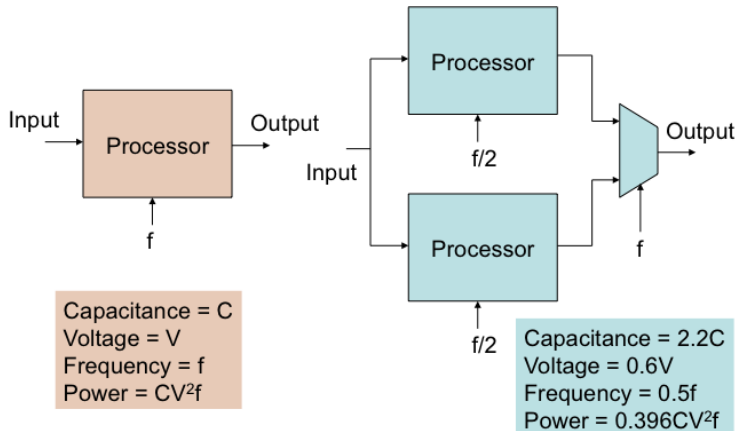 Input
Processor
Output
f
Capacitance = C
Voltage = V
Frequency = f
Power = CV²f
Processor
f/2
Input
Processor
f/2
Output
f
Capacitance = 2.2C
Voltage = 0.6V
Frequency = 0.5f
Power = 0.396CV²f